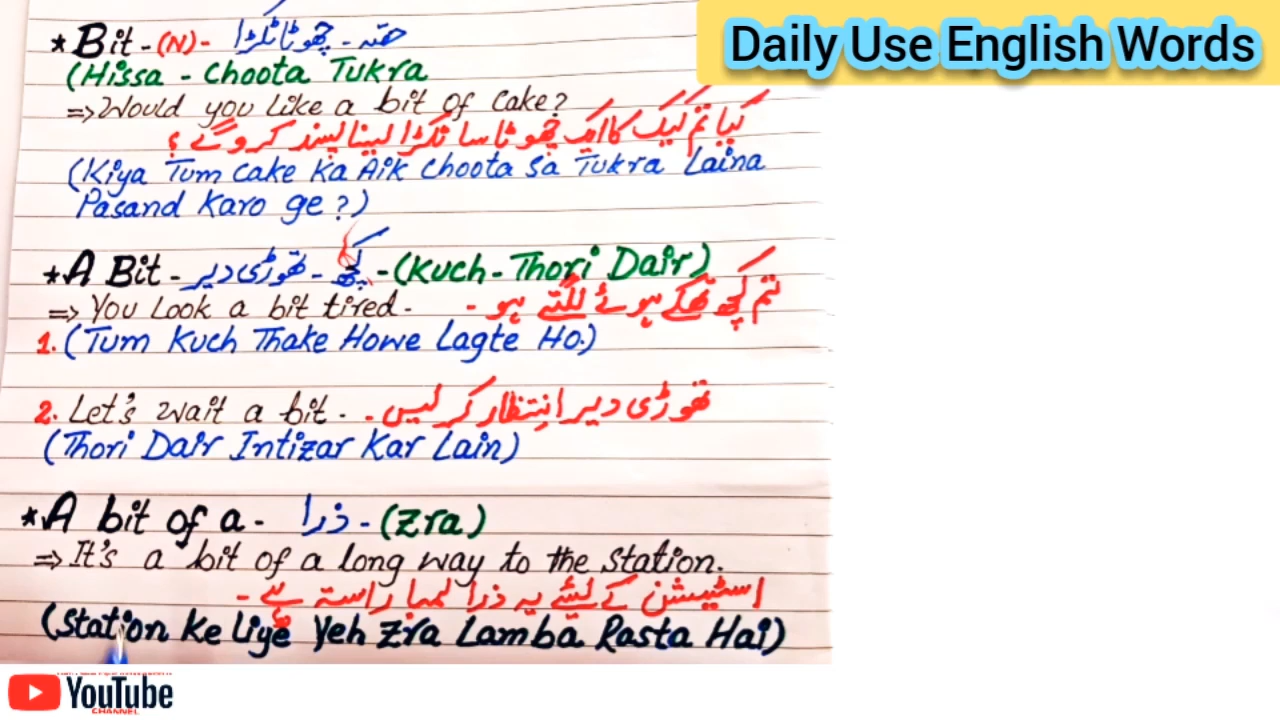 Daily Use English Words
* Bit - (N) - حصّہ - چھوٹا ٹکڑا
(Hissa - Choota Tukra
⇒ Would you like a bit of cake?
کیا تم کیک کا ایک چھوٹا سا ٹکڑا لینا پسند کرو گے؟
(Kiya Tum Cake Ka Aik Choota Sa Tukra Laina
Pasand Karo ge?)
* A Bit - کچھ - تھوڑی دیر - (Kuch - Thori Dair)
⇒ You Look a bit tired. تم کچھ تھکے ہوئے لگتے ہو -
1. (Tum Kuch Thake Howe Lagte Ho.)
2. Let's wait a bit. تھوڑی دیر اِنتظار کر لیں -
(Thori Dair Intizar Kar Lain)
* A bit of a - ذرا - (Zra)
⇒ It's a bit of a long way to the station.
اسٹیشن کے لیئے یہ ذرا لمبا راستہ ہے -
(Station Ke Liye Yeh Zra Lamba Rasta Hai)
YouTube
CHANNEL